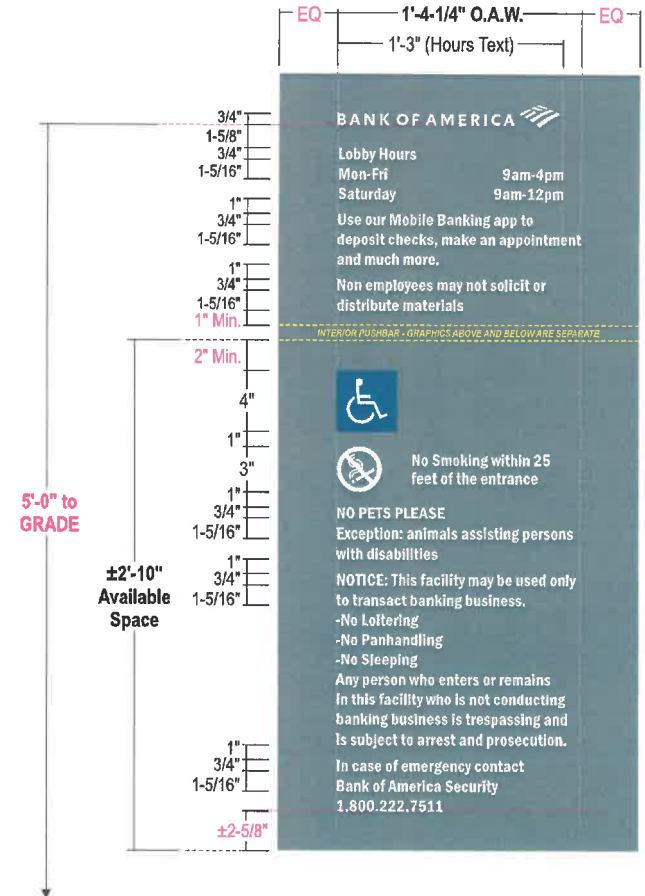 EQ 1'-4-1/4" O.A.W. EQ
1'-3" (Hours Text)
3/4"
1-5/8"
3/4"
1-5/16"
1"
3/4"
1-5/16"
1"
3/4"
1-5/16"
1" Min.
2" Min.
4"
1"
3"
1"
3/4"
1-5/16"
1"
3/4"
1-5/16"
1"
3/4"
1-5/16"
±2-5/8"
5'-0" to
GRADE
±2'-10"
Available
Space
BANK OF AMERICA
Lobby Hours
Mon-Fri 9am-4pm
Saturday 9am-12pm
Use our Mobile Banking app to
deposit checks, make an appointment
and much more.
Non employees may not solicit or
distribute materials
INTERIOR PUSHBAR - GRAPHICS ABOVE AND BELOW ARE SEPARATE
No Smoking within 25
feet of the entrance
NO PETS PLEASE
Exception: animals assisting persons
with disabilities
NOTICE: This facility may be used only
to transact banking business.
-No Loitering
-No Panhandling
-No Sleeping
Any person who enters or remains
in this facility who is not conducting
banking business is trespassing and
is subject to arrest and prosecution.
In case of emergency contact
Bank of America Security
1.800.222.7511